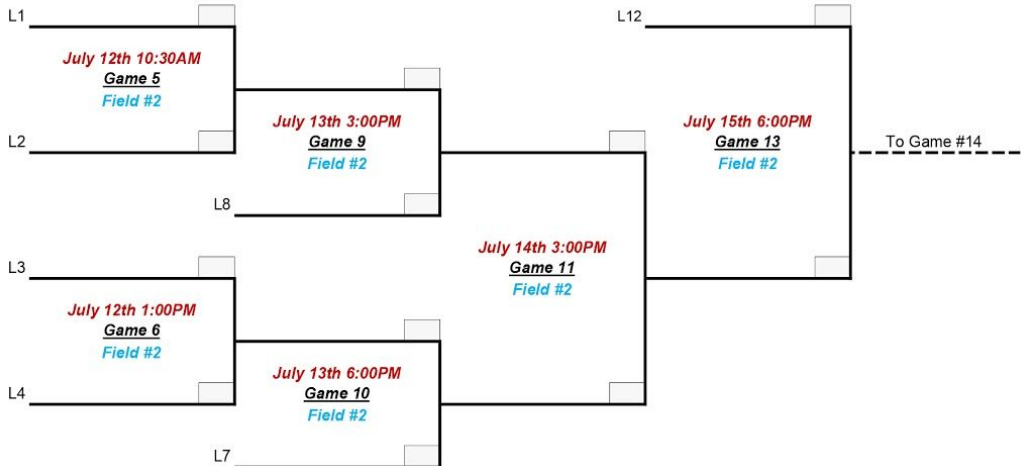 L1
L12
July 12th 10:30AM
Game 5
Field #2
L2
July 13th 3:00PM
Game 9
Field #2
July 15th 6:00PM
Game 13
Field #2
To Game #14
L8
L3
July 14th 3:00PM
Game 11
Field #2
July 12th 1:00PM
Game 6
Field #2
L4
July 13th 6:00PM
Game 10
Field #2
L7